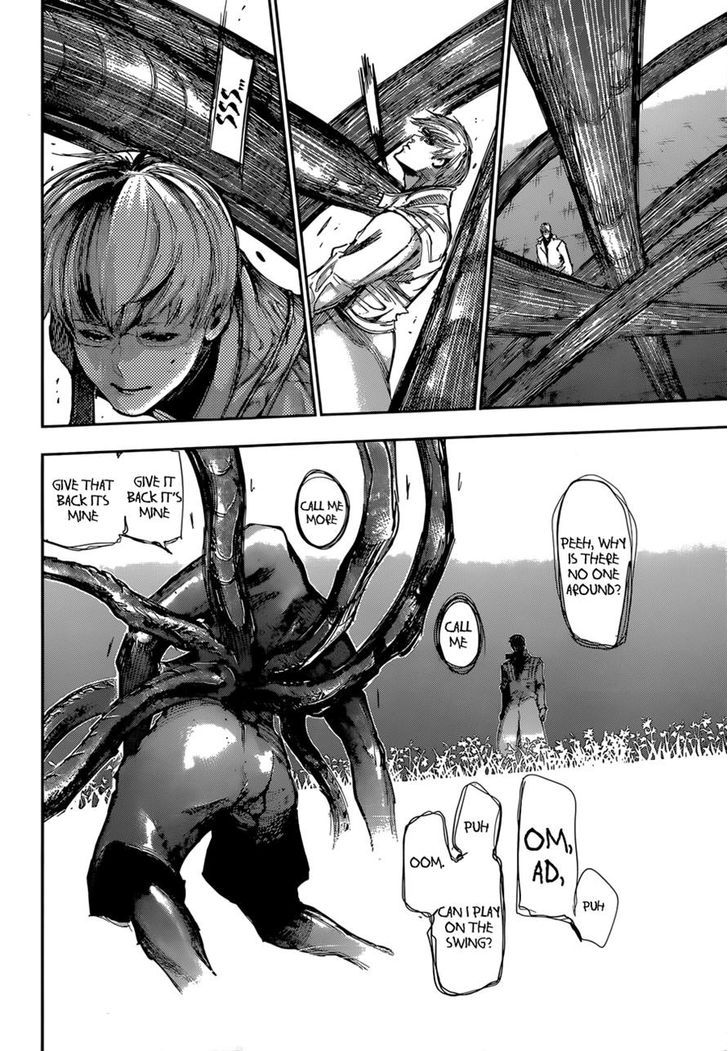 SSS...
PEEH, WHY
IS THERE
NO ONE
AROUND?
CALL ME
MORE
CALL
ME
GIVE IT
BACK IT'S
MINE
GIVE THAT
BACK ITS
MINE
OM,
AD,
PUH
PUH
OOM.
CAN I PLAY
ON THE
SWING?